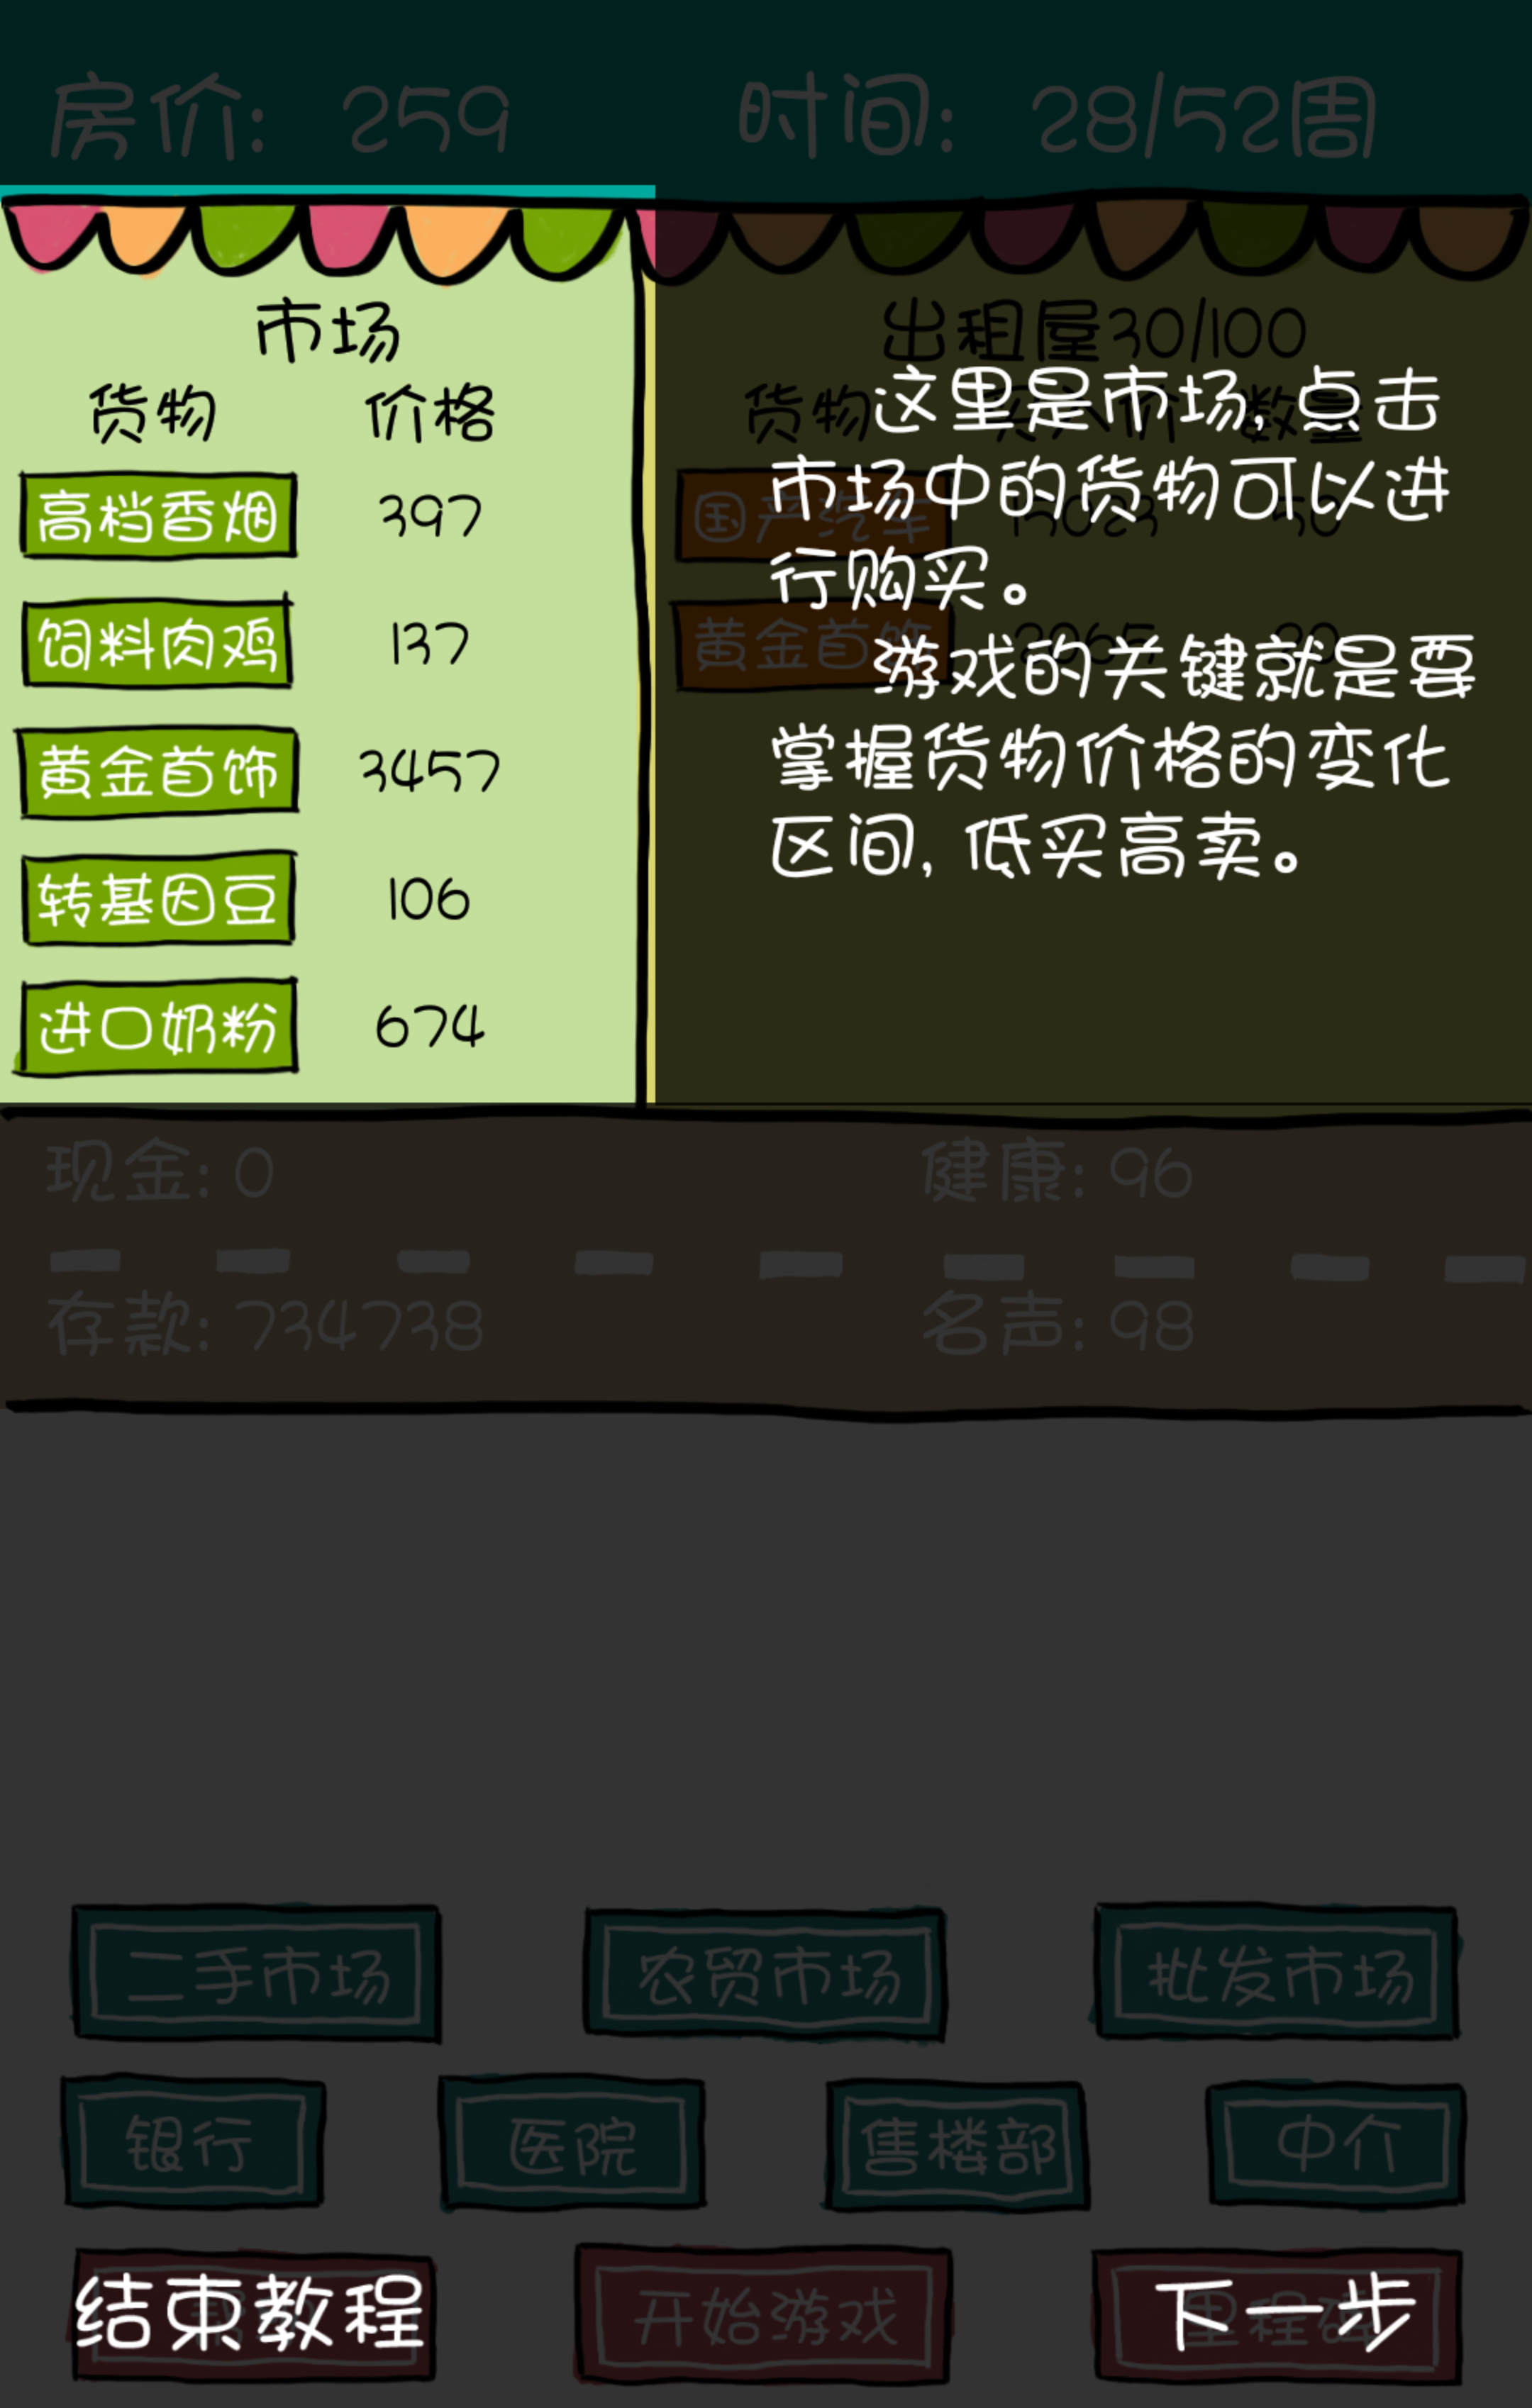 房价: 259 时间: 28/52周
市场
货物 价格
高档香烟 397
饲料肉鸡 137
黄金首饰 3457
转基因豆 106
进口奶粉 674
出租屋30/100
货物 数量
国产 50
黄金首饰 30
这里是市场,点击
市场中的货物可以进
行购买。
游戏的关键就是要
掌握货物价格的变化
区间,低买高卖。
现金: 0 健康: 96
存款: 734738 名声: 98
二手市场 农贸市场 批发市场
银行 医院 售楼部 中介
结束教程 开始游戏 下一步